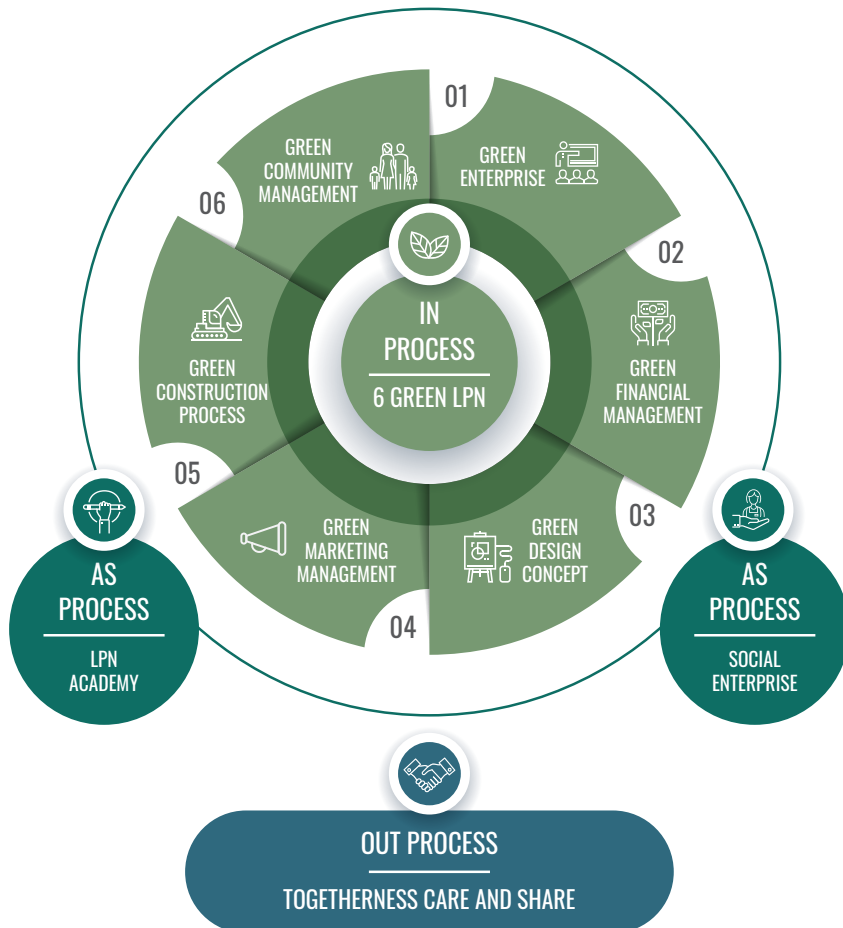 01
GREEN
ENTERPRISE
02
GREEN
FINANCIAL
MANAGEMENT
03
GREEN
DESIGN
CONCEPT
04
GREEN
MARKETING
MANAGEMENT
05
GREEN
CONSTRUCTION
PROCESS
06
GREEN
COMMUNITY
MANAGEMENT
IN
PROCESS
6 GREEN LPN
AS
PROCESS
LPN
ACADEMY
AS
PROCESS
SOCIAL
ENTERPRISE
OUT PROCESS
TOGETHERNESS CARE AND SHARE